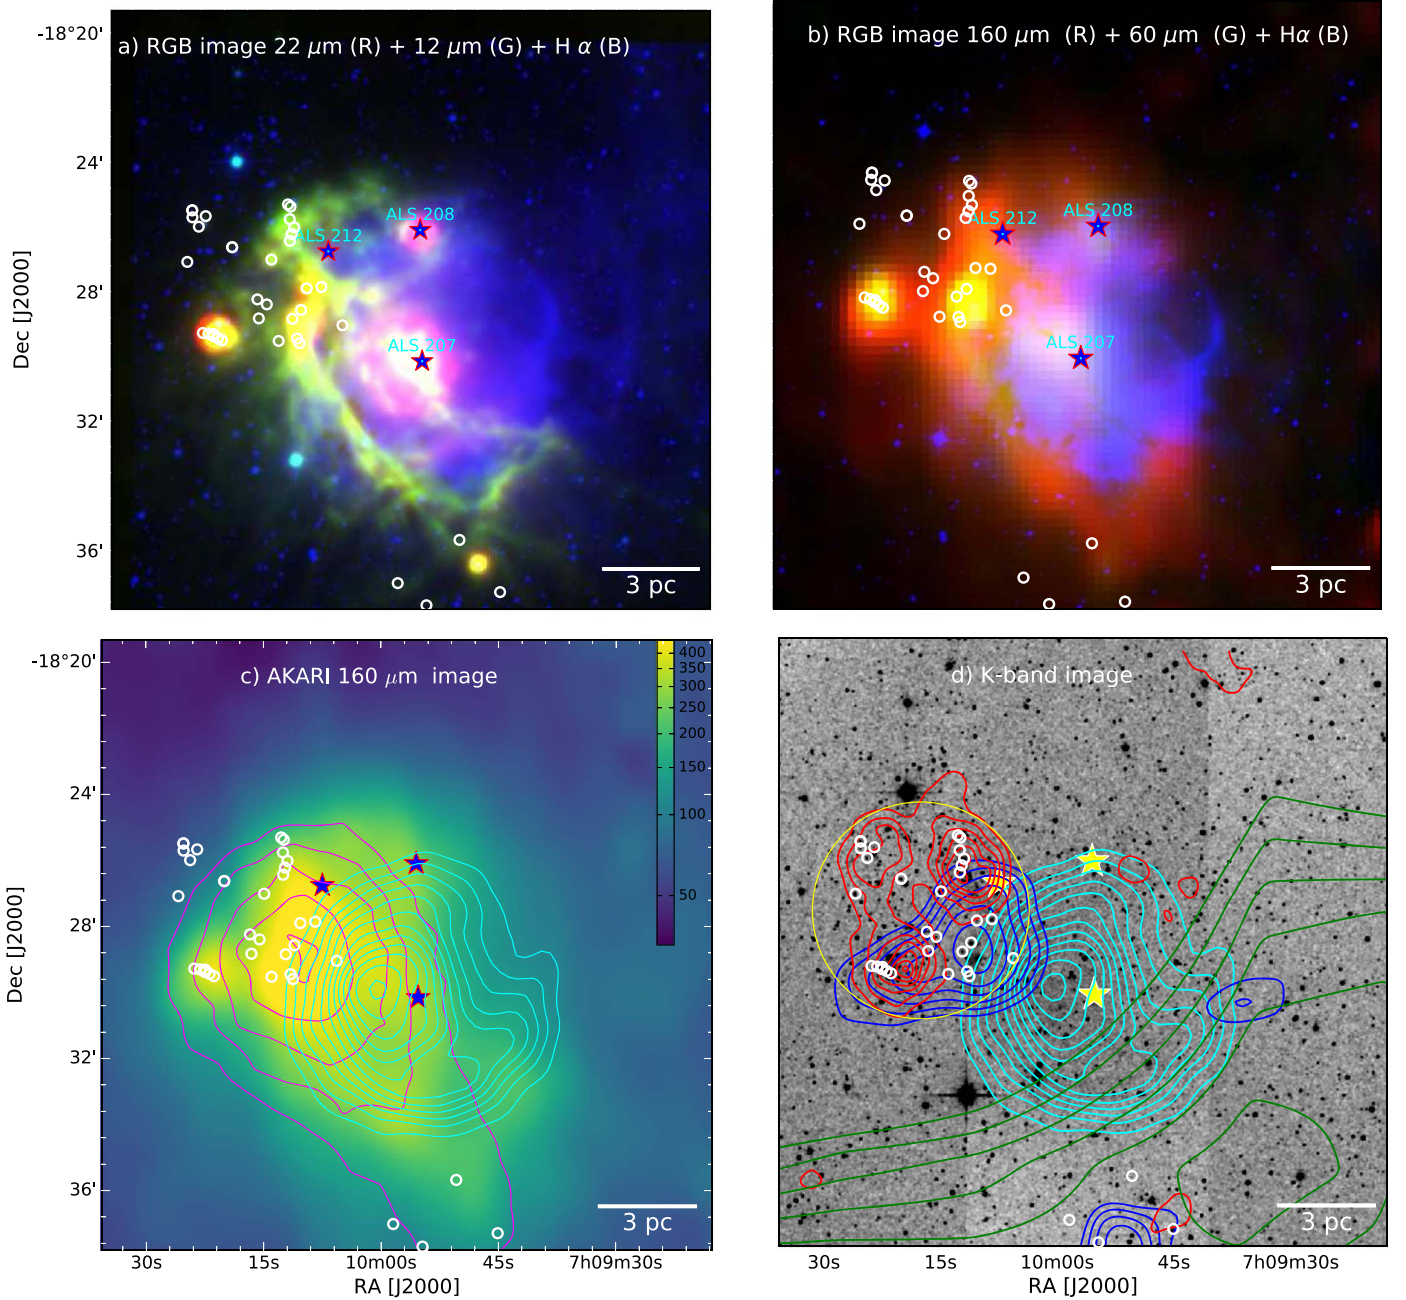 a) RGB image 22 μm (R) + 12 μm (G) + H α (B)
b) RGB image 160 μm (R) + 60 μm (G) + Hα (B)
-18°20'
24'
28'
32'
36'
Dec [J2000]
ALS 208
ALS 212
ALS 207
3 pc
ALS 208
ALS 212
ALS 207
3 pc
c) AKARI 160 μm image
-18°20'
24'
28'
32'
36'
Dec [J2000]
400
350
300
250
200
150
100
50
3 pc
30s
15s
10m00s
45s
7h09m30s
RA [J2000]
d) K-band image
3 pc
30s
15s
10m00s
45s
7h09m30s
RA [J2000]